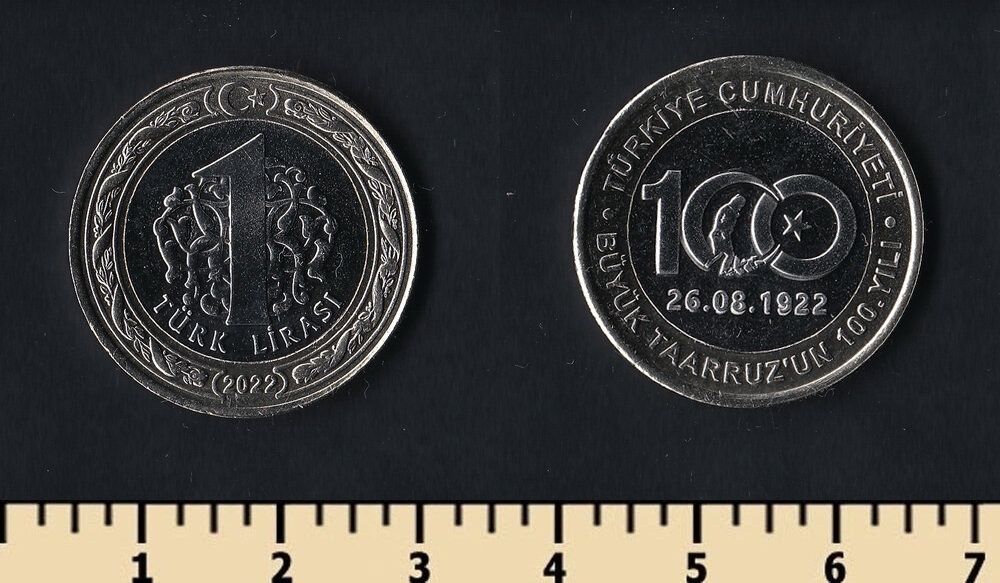 1
TÜRK LİRASI
(2022)
TÜRKİYE CUMHURİYETİ
100
26.08.1922
BÜYÜK TAARRUZ'UN 100.YILI
1 2 3 4 5 6 7